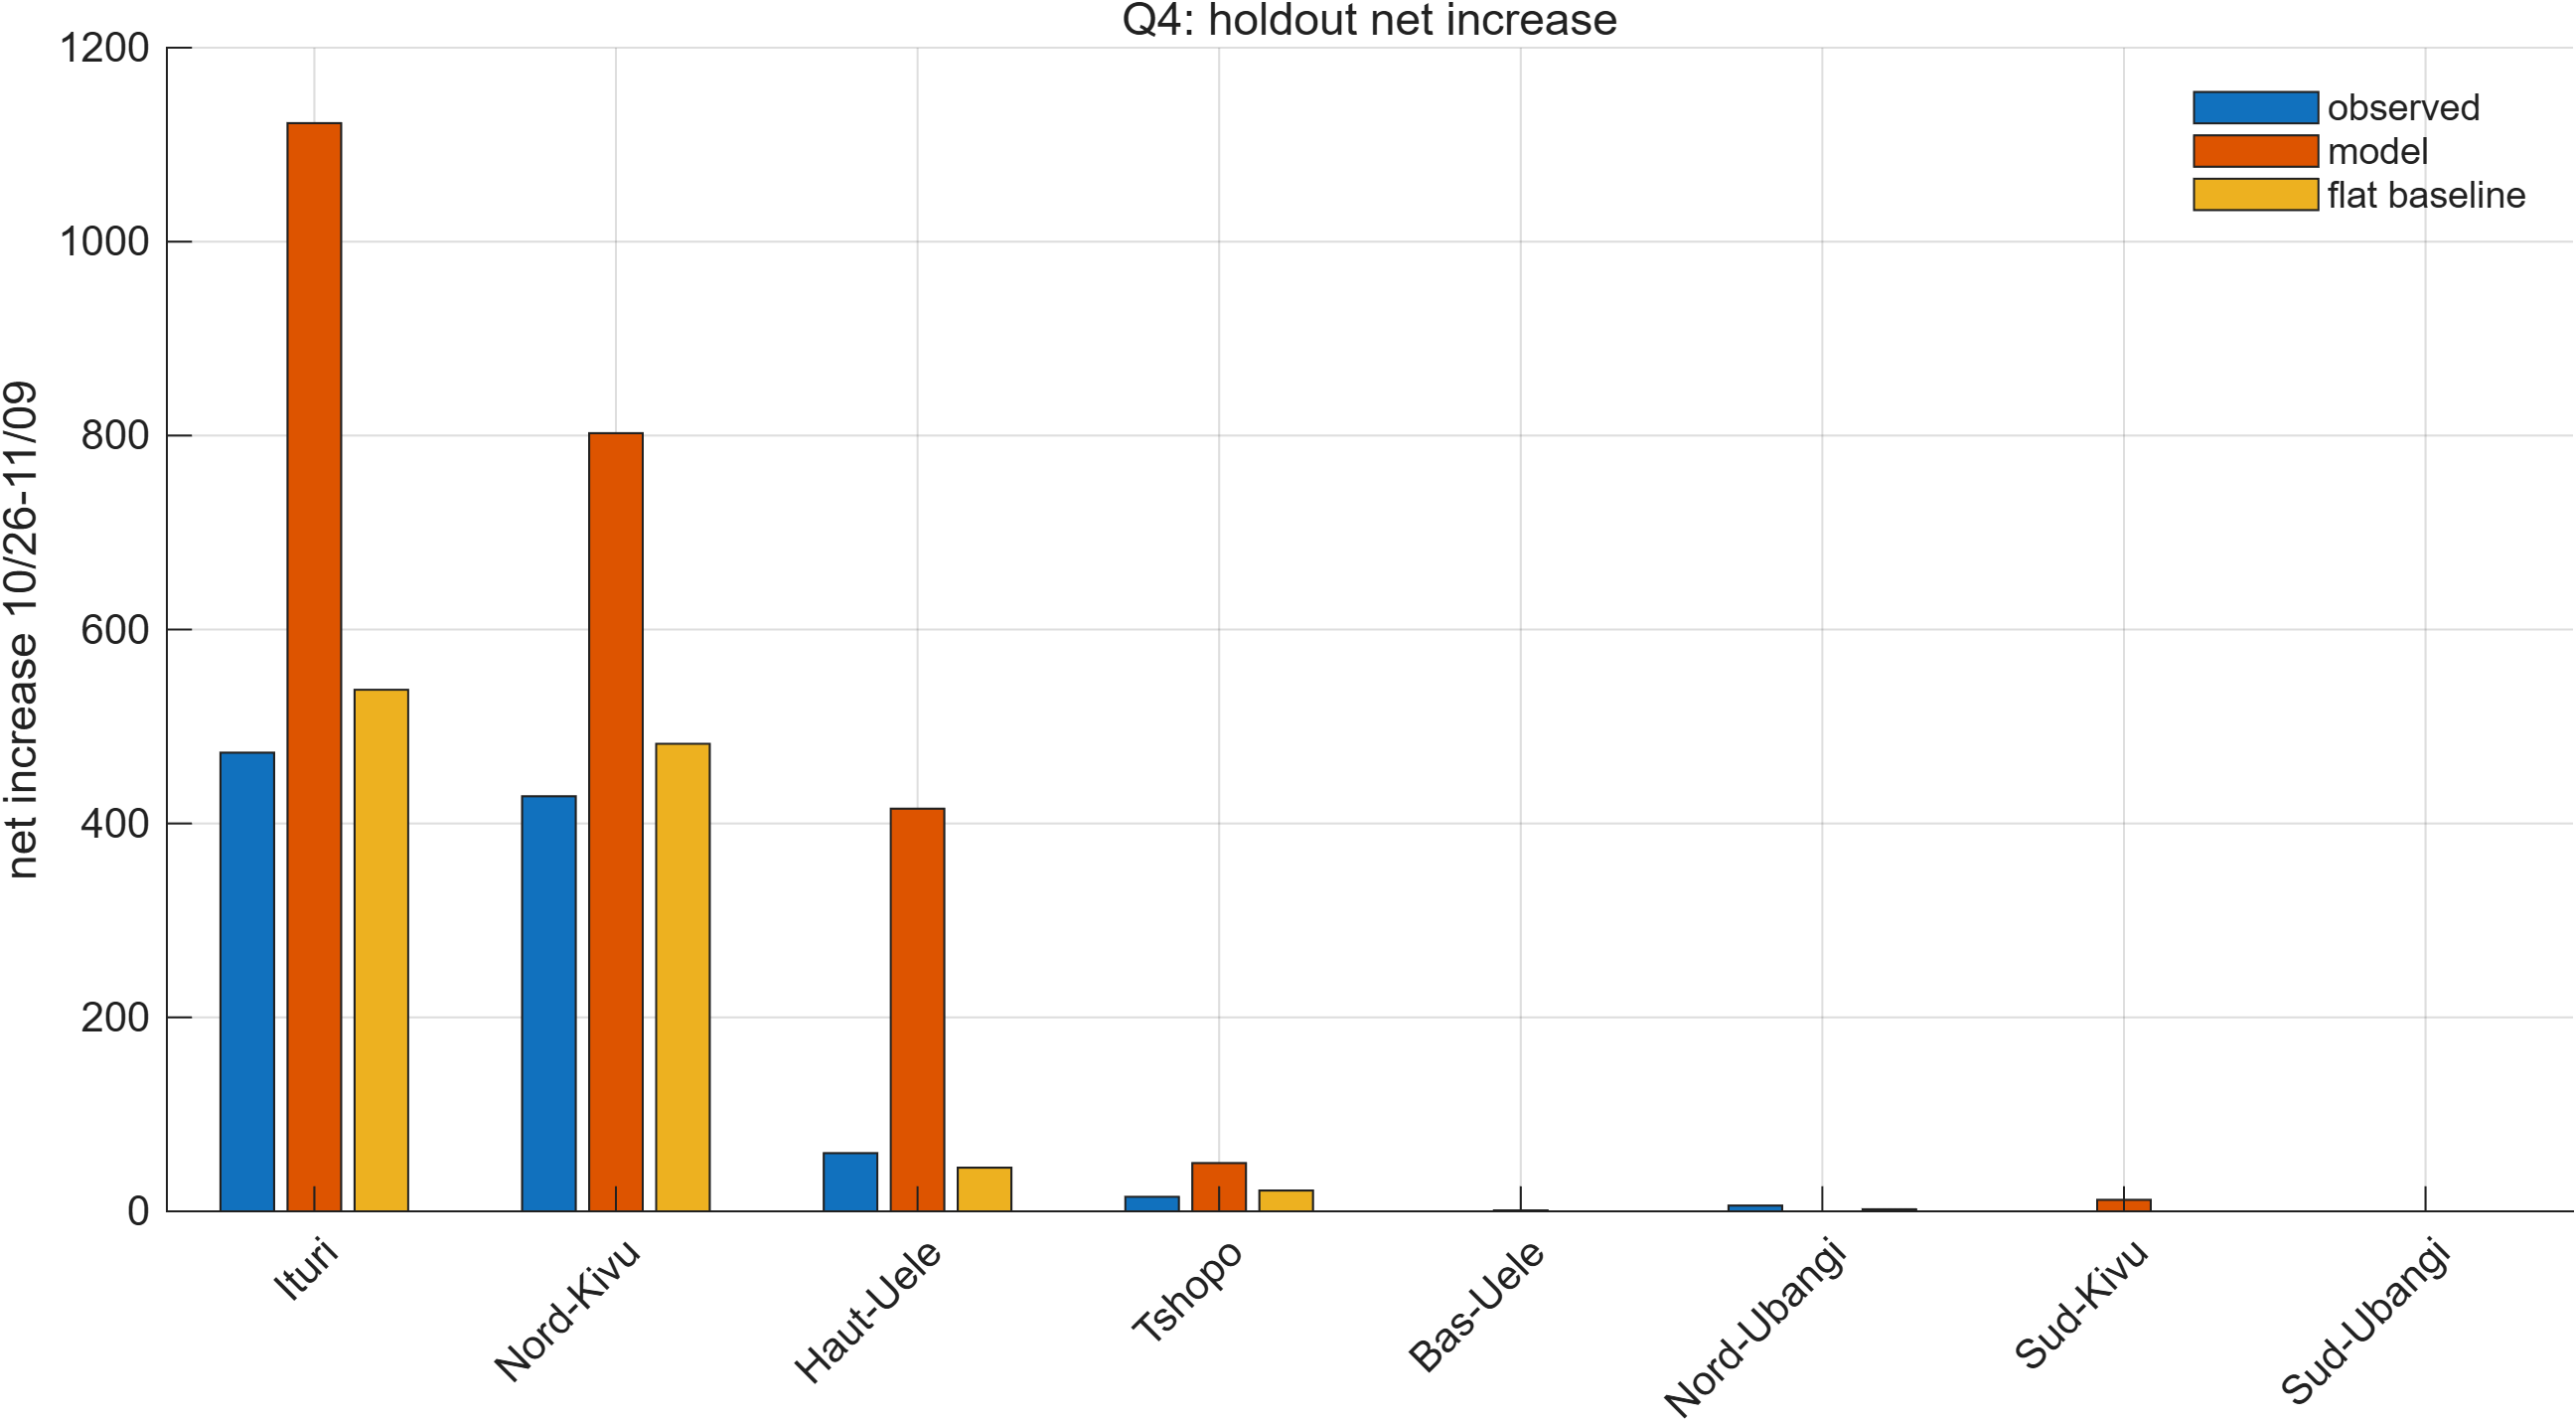 Q4: holdout net increase
observed
model
flat baseline
net increase 10/26-11/09
1200
1000
800
600
400
200
0
Ituri
Nord-Kivu
Haut-Uele
Tshopo
Bas-Uele
Nord-Ubangi
Sud-Kivu
Sud-Ubangi